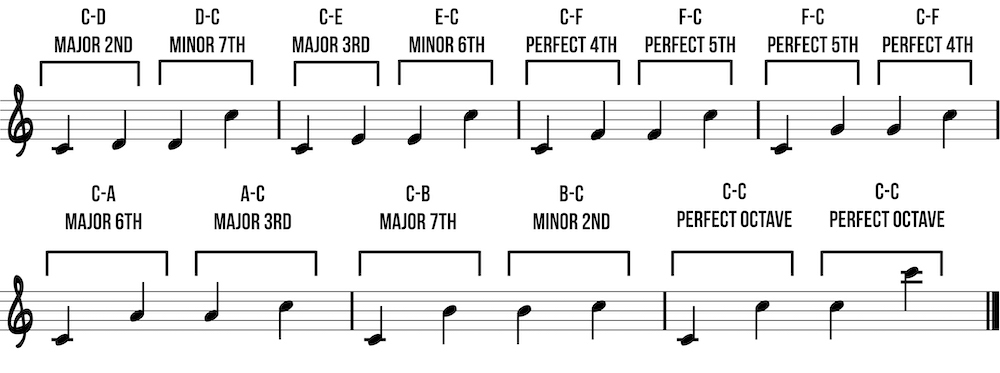 C-D D-C C-E E-C C-F F-C F-C C-F
MAJOR 2ND MINOR 7TH MAJOR 3RD MINOR 6TH PERFECT 4TH PERFECT 5TH PERFECT 5TH PERFECT 4TH
C-A A-C C-B B-C C-C C-C
MAJOR 6TH MAJOR 3RD MAJOR 7TH MINOR 2ND PERFECT OCTAVE PERFECT OCTAVE